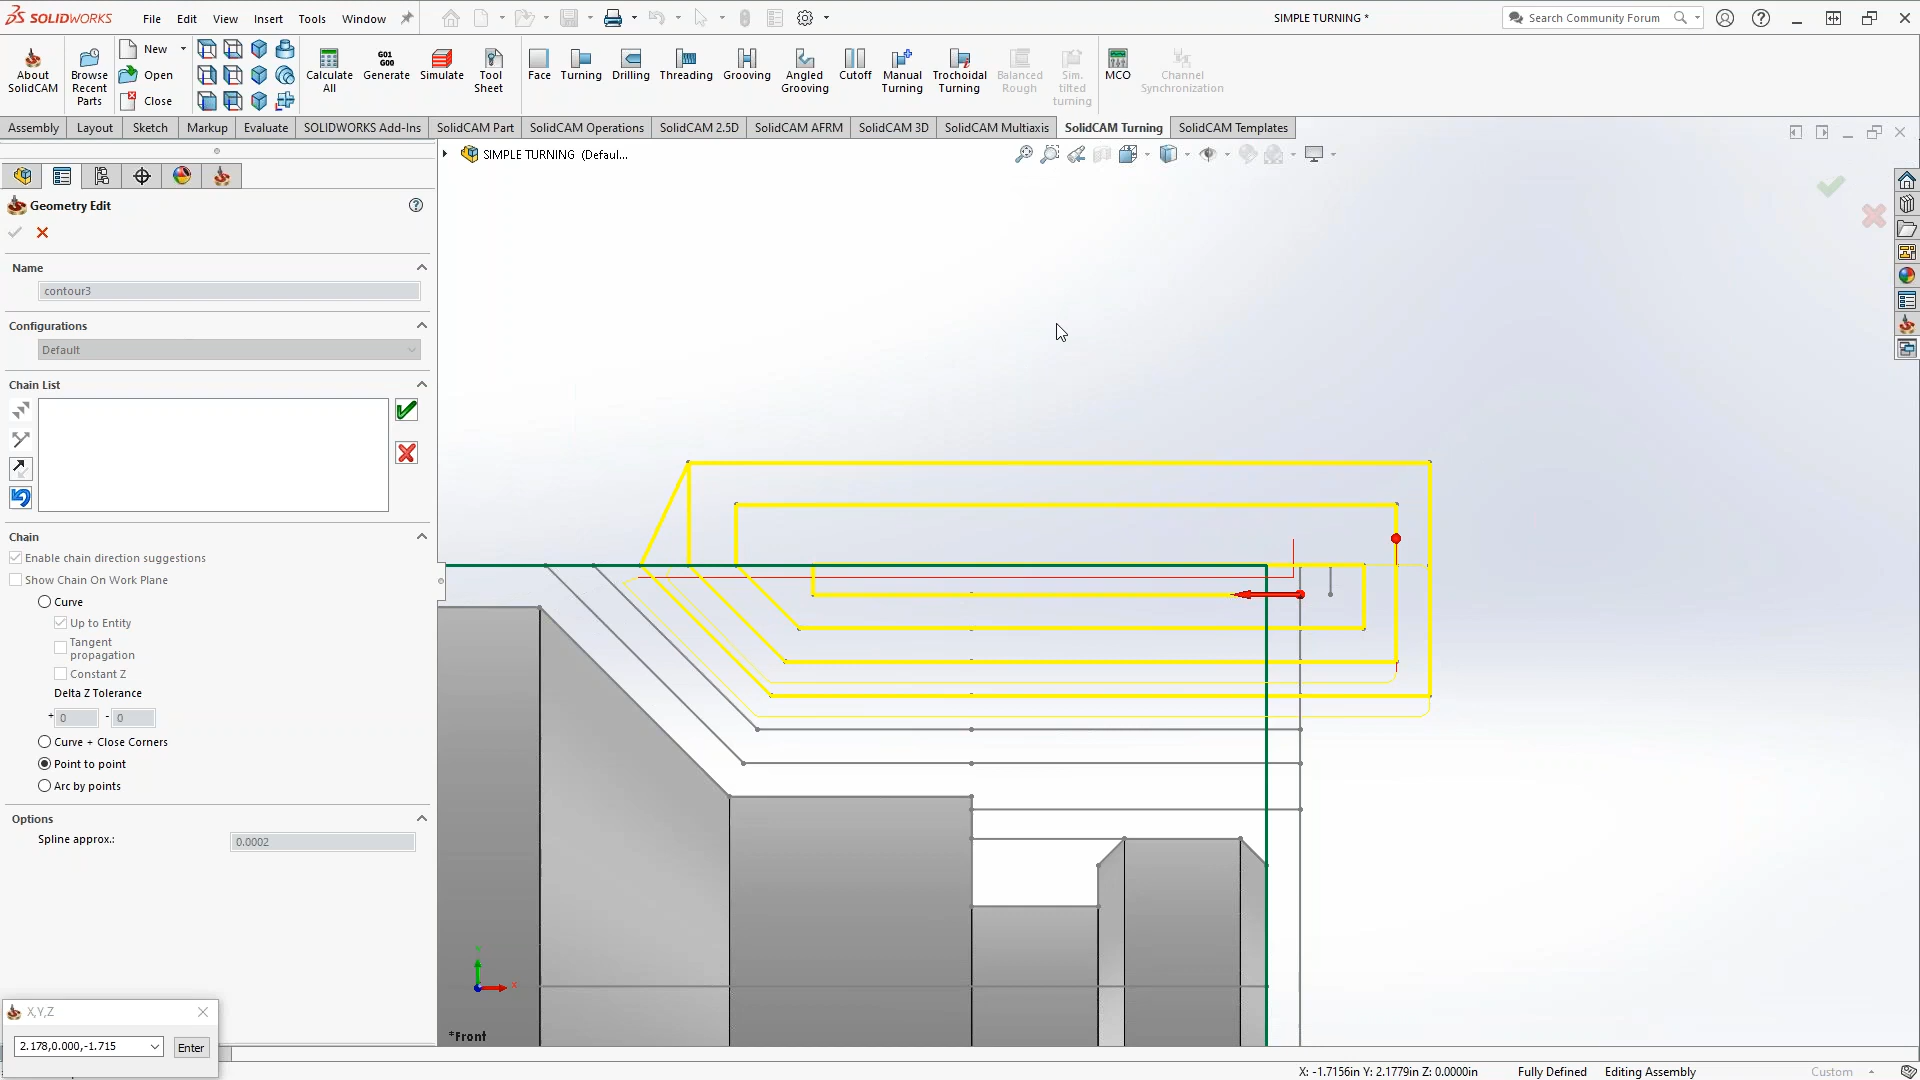 SOLIDWORKS
File Edit View Insert Tools Window
SIMPLE TURNING *
Search Community Forum
About SolidCAM
Browse Recent Parts
New
Open
Close
Calculate All
G01 G00
Generate
Simulate
Tool Sheet
Face
Turning
Drilling
Threading
Grooving
Angled Grooving
Cutoff
Manual Turning
Trochoidal Turning
Balanced Rough
Sim. tilted turning
MCO
Channel Synchronization
Assembly Layout Sketch Markup Evaluate SOLIDWORKS Add-Ins SolidCAM Part SolidCAM Operations SolidCAM 2.5D SolidCAM AFRM SolidCAM 3D SolidCAM Multiaxis SolidCAM Turning SolidCAM Templates
SIMPLE TURNING (Defaul...
Geometry Edit
Name
contour3
Configurations
Default
Chain List
Chain
Enable chain direction suggestions
Show Chain On Work Plane
Curve
Up to Entity
Tangent
propagation
Constant Z
Delta Z Tolerance
+ 0 - 0
Curve + Close Corners
Point to point
Arc by points
Options
Spline approx.: 0.0002
X,Y,Z
2.178,0.000,-1.715 Enter
X
*Front
X: -1.7156in Y: 2.1779in Z: 0.0000in Fully Defined Editing Assembly Custom